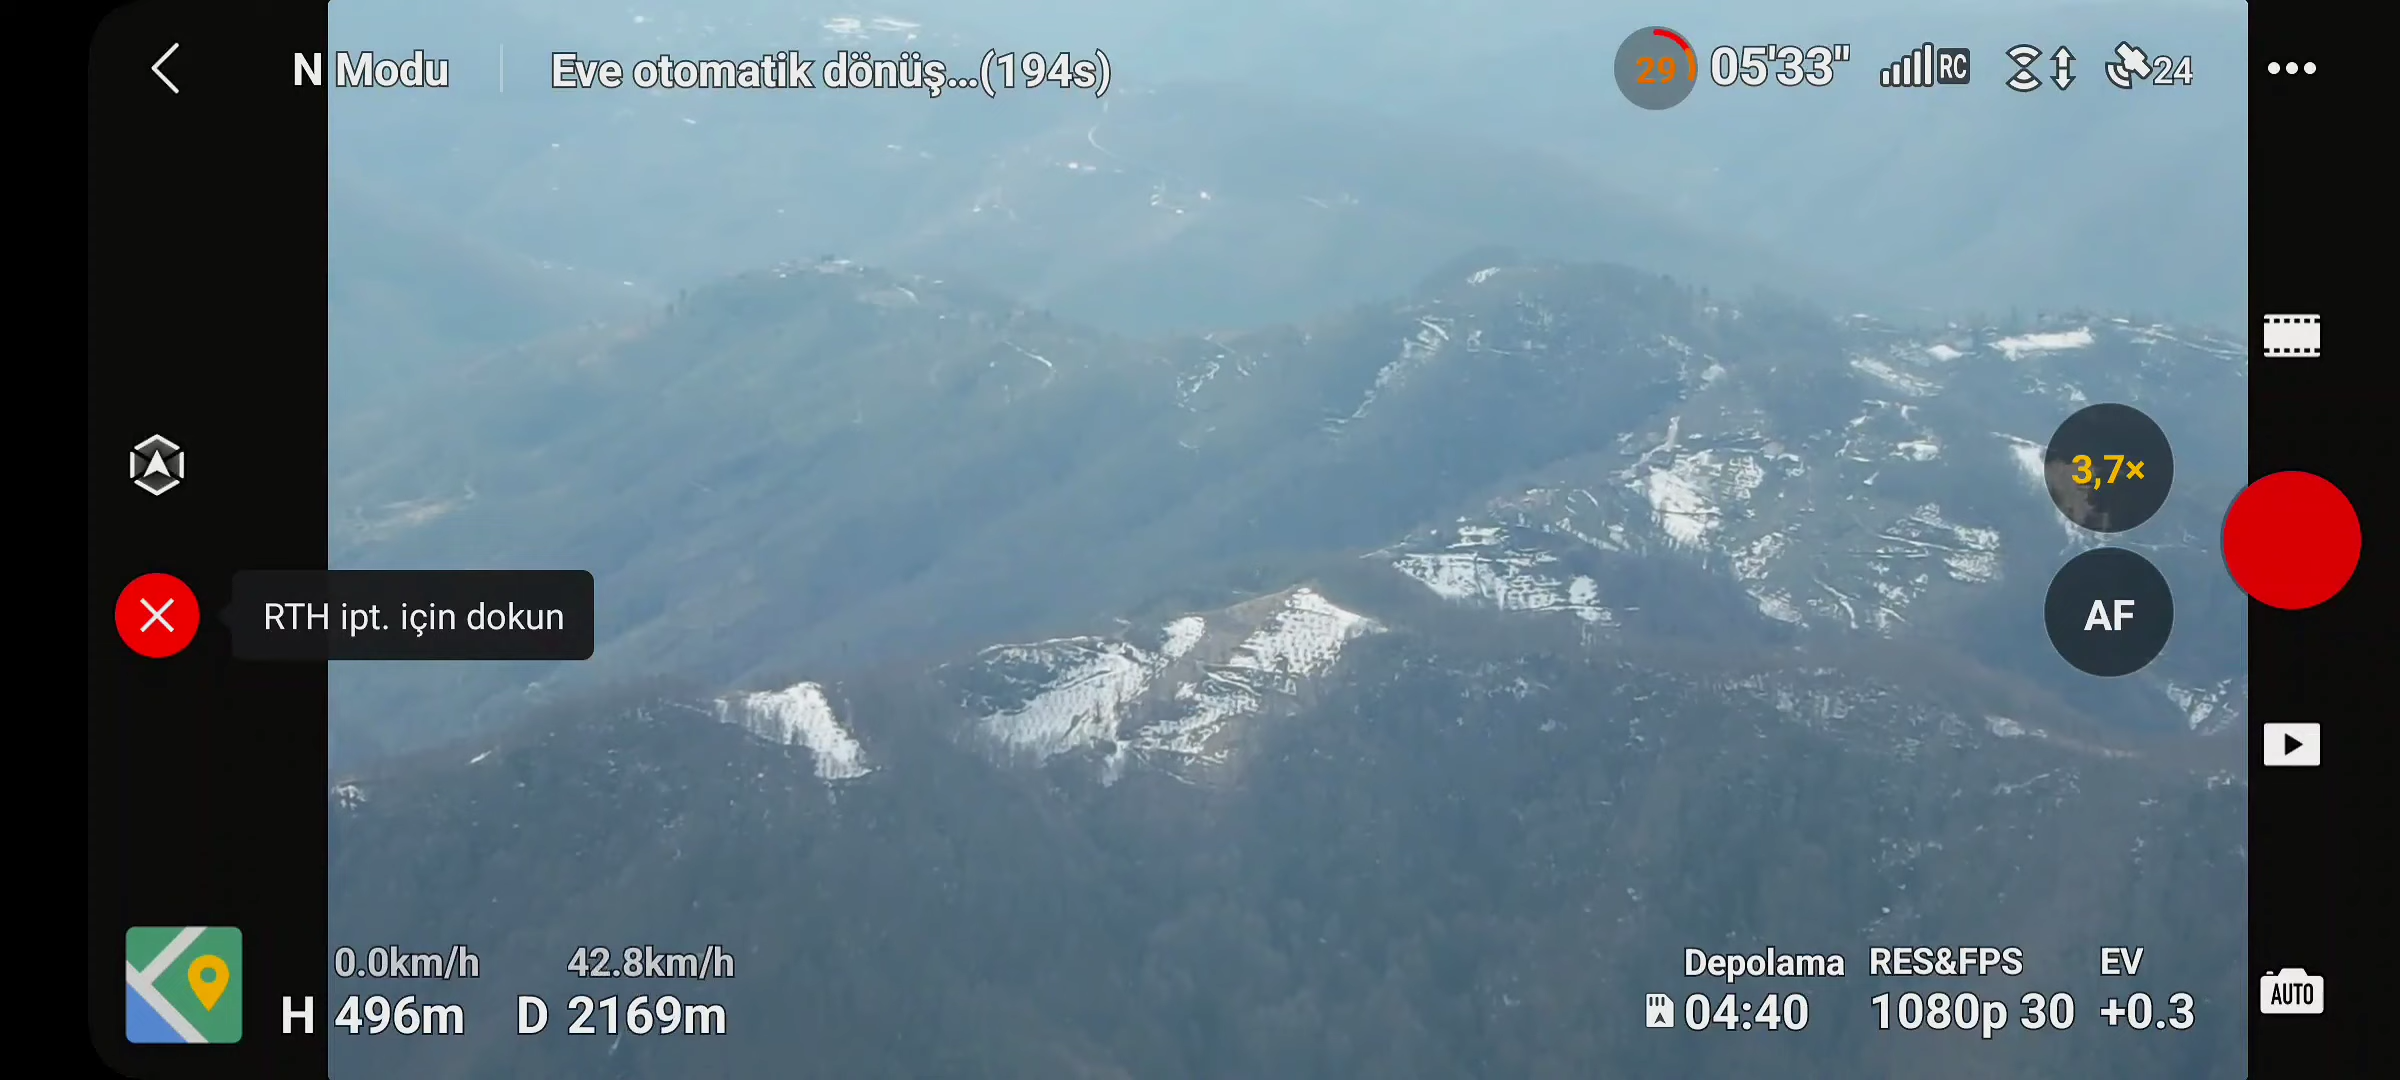 N Modu
Eve otomatik dönüş...(194s)
29
05'33"
RC
24
3,7×
AF
RTH ipt. için dokun
0.0km/h
42.8km/h
H 496m
D 2169m
Depolama
RES&FPS
EV
04:40
1080p 30
+0.3
AUTO